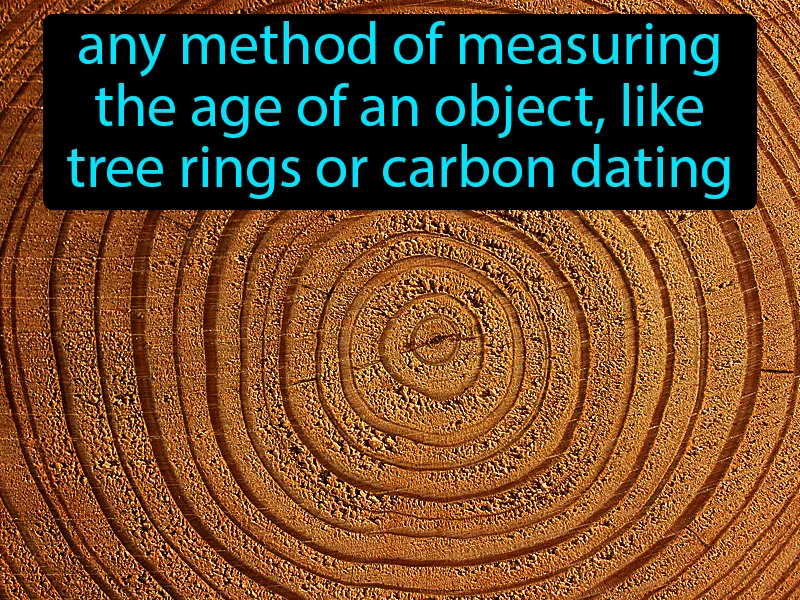 any method of measuring
the age of an object, like
tree rings or carbon dating